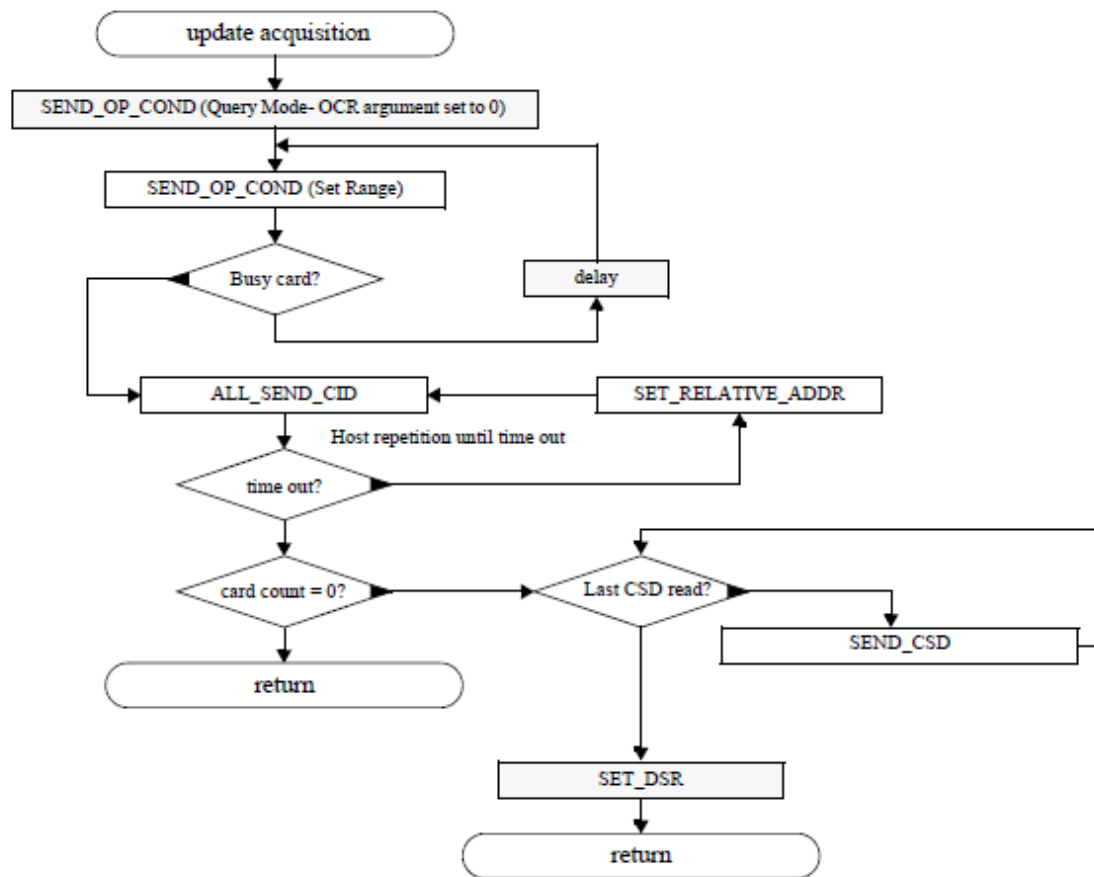 update acquisition
SEND_OP_COND (Query Mode- OCR argument set to 0)
SEND_OP_COND (Set Range)
Busy card?
delay
ALL_SEND_CID
SET_RELATIVE_ADDR
Host repetition until time out
time out?
card count = 0?
Last CSD read?
SEND_CSD
return
SET_DSR
return